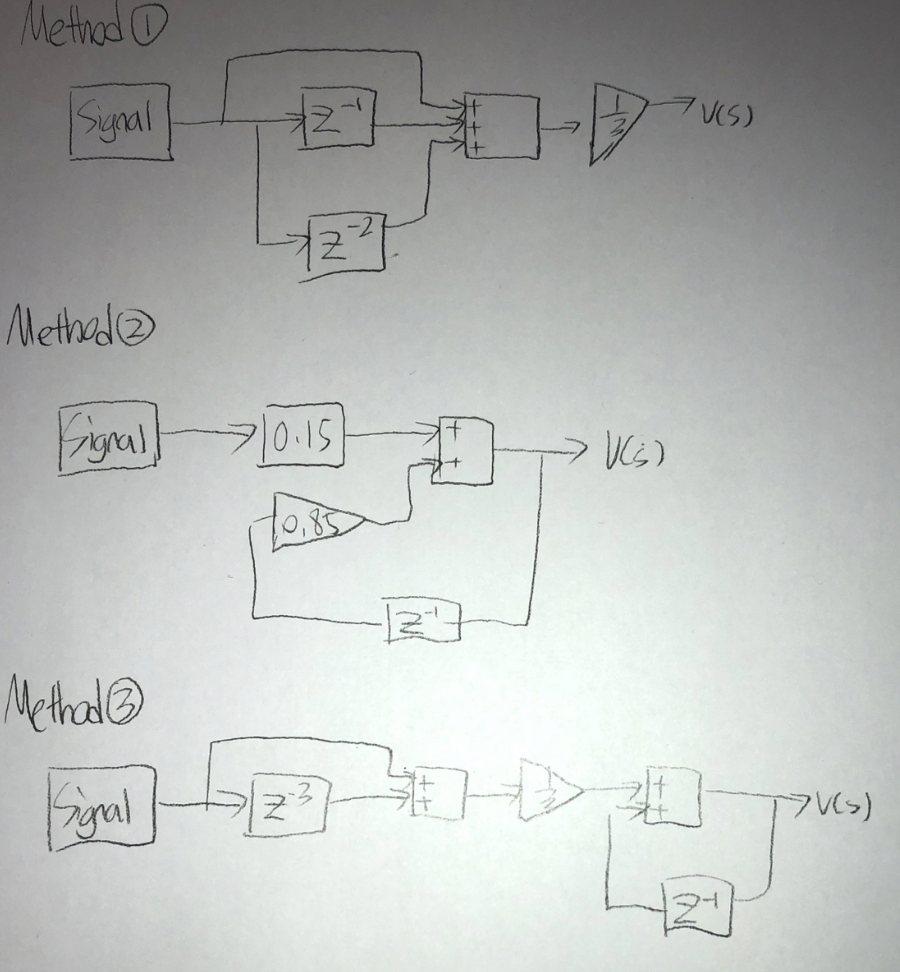 Method ①
Signal
Z⁻¹
+
+
+
1/3
V(s)
Z⁻²
Method ②
Signal
0.15
+
+
V(s)
0.85
Z⁻¹
Method ③
Signal
Z⁻³
+
+
1/3
+
+
V(s)
Z⁻¹